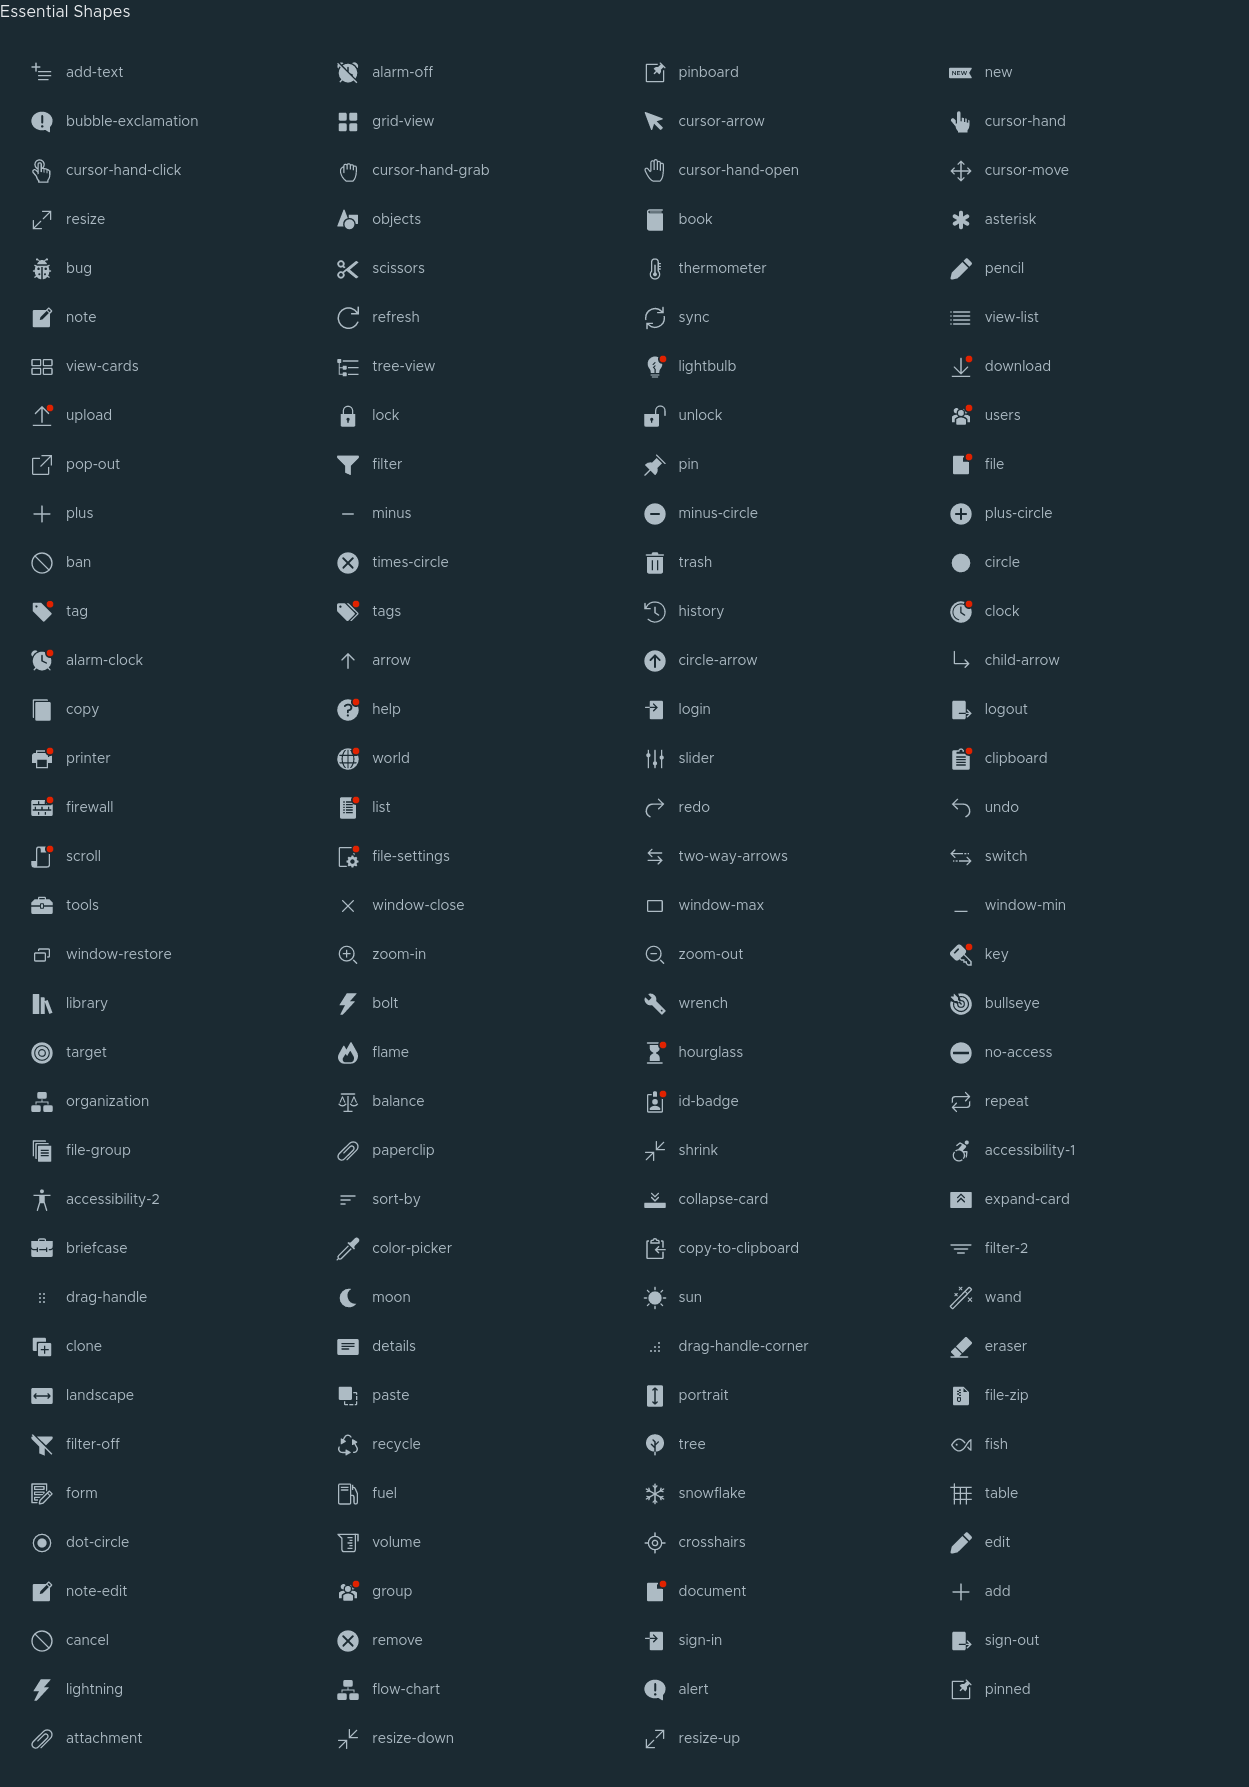 Essential Shapes
add-text
alarm-off
pinboard
NEW
new
bubble-exclamation
grid-view
cursor-arrow
cursor-hand
cursor-hand-click
cursor-hand-grab
cursor-hand-open
cursor-move
resize
objects
book
asterisk
bug
scissors
thermometer
pencil
note
refresh
sync
view-list
view-cards
tree-view
lightbulb
download
upload
lock
unlock
users
pop-out
filter
pin
file
plus
minus
minus-circle
plus-circle
ban
times-circle
trash
circle
tag
tags
history
clock
alarm-clock
arrow
circle-arrow
child-arrow
copy
help
login
logout
printer
world
slider
clipboard
firewall
list
redo
undo
scroll
file-settings
two-way-arrows
switch
tools
window-close
window-max
window-min
window-restore
zoom-in
zoom-out
key
library
bolt
wrench
bullseye
target
flame
hourglass
no-access
organization
balance
id-badge
repeat
file-group
paperclip
shrink
accessibility-1
accessibility-2
sort-by
collapse-card
expand-card
briefcase
color-picker
copy-to-clipboard
filter-2
drag-handle
moon
sun
wand
clone
details
drag-handle-corner
eraser
landscape
paste
portrait
file-zip
filter-off
recycle
tree
fish
form
fuel
snowflake
table
dot-circle
volume
crosshairs
edit
note-edit
group
document
add
cancel
remove
sign-in
sign-out
lightning
flow-chart
alert
pinned
attachment
resize-down
resize-up